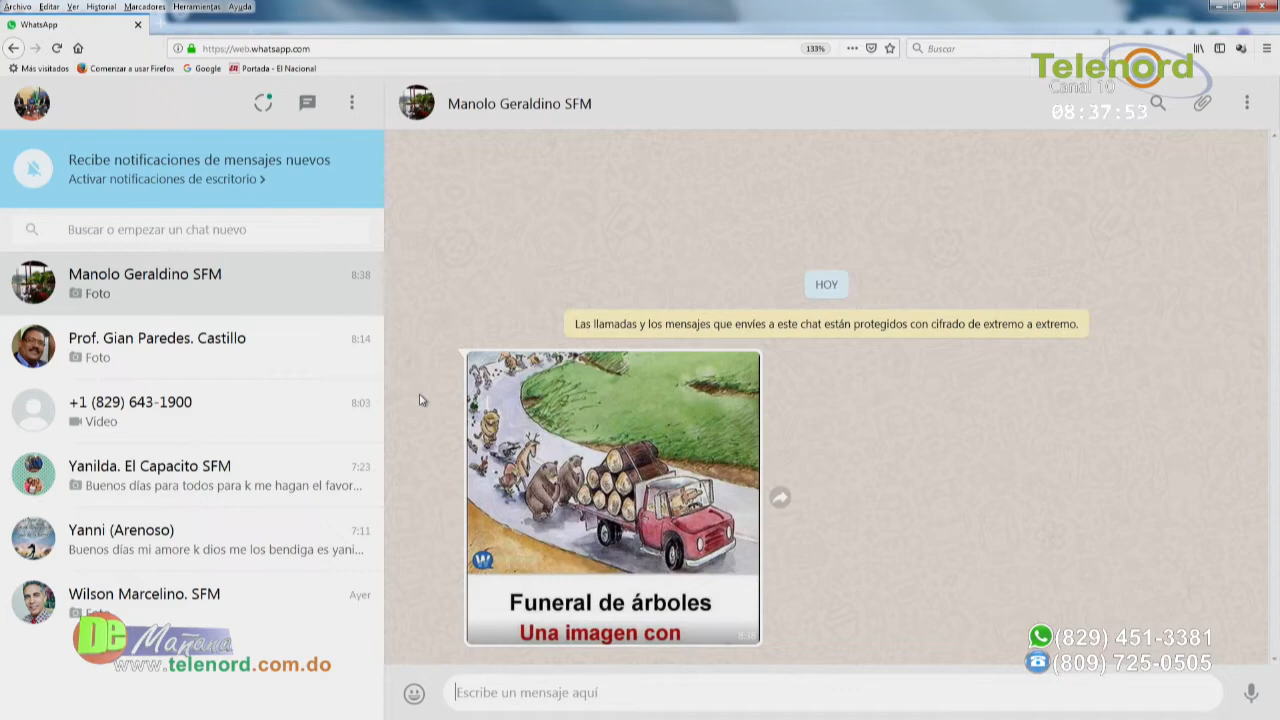 Archivo Editar Ver Higtorial Marcadores Herramientas Ayuda
WhatsApp
https://web.whatsapp.com
133%
Buscar
Más visitados Comenzar a usar Firefox Google Portada - El Nacional
Telenord
Canal 10
08:37:53
Manolo Geraldino SFM
Recibe notificaciones de mensajes nuevos
Activar notificaciones de escritorio >
Buscar o empezar un chat nuevo
Manolo Geraldino SFM 8:38
Foto
Prof. Gian Paredes. Castillo 8:14
Foto
+1 (829) 643-1900 8:03
Video
Yanilda. El Capacito SFM 7:23
Buenos días para todos para k me hagan el favor...
Yanni (Arenoso) 7:11
Buenos días mi amore k dios me los bendiga es yani...
Wilson Marcelino. SFM Ayer
Foto
De Mañana
www.telenord.com.do
HOY
Las llamadas y los mensajes que envíes a este chat están protegidos con cifrado de extremo a extremo.
W
Funeral de árboles
Una imagen con
8:38
(829) 451-3381
(809) 725-0505
Escribe un mensaje aquí